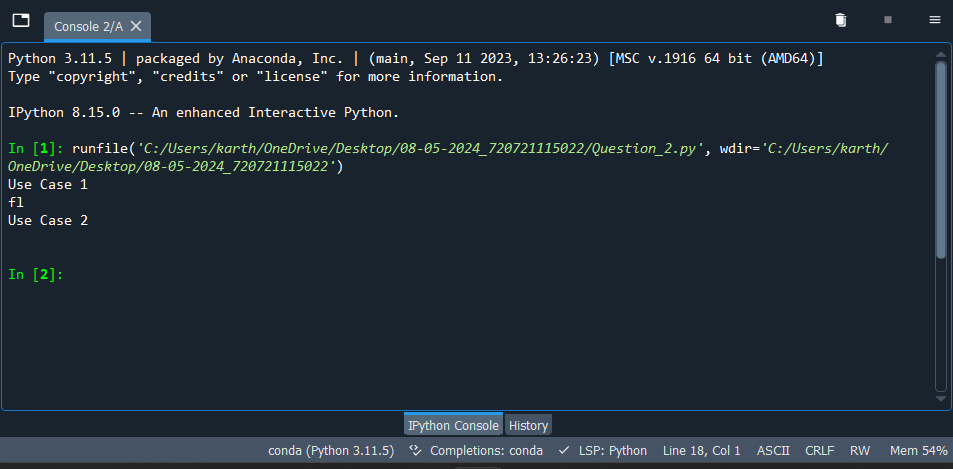 Console 2/A
Python 3.11.5 | packaged by Anaconda, Inc. | (main, Sep 11 2023, 13:26:23) [MSC v.1916 64 bit (AMD64)]
Type "copyright", "credits" or "license" for more information.
IPython 8.15.0 -- An enhanced Interactive Python.
In [1]: runfile('C:/Users/karth/OneDrive/Desktop/08-05-2024_720721115022/Question_2.py', wdir='C:/Users/karth/
OneDrive/Desktop/08-05-2024_720721115022')
Use Case 1
fl
Use Case 2
In [2]:
IPython Console History
conda (Python 3.11.5) Completions: conda LSP: Python Line 18, Col 1 ASCII CRLF RW Mem 54%